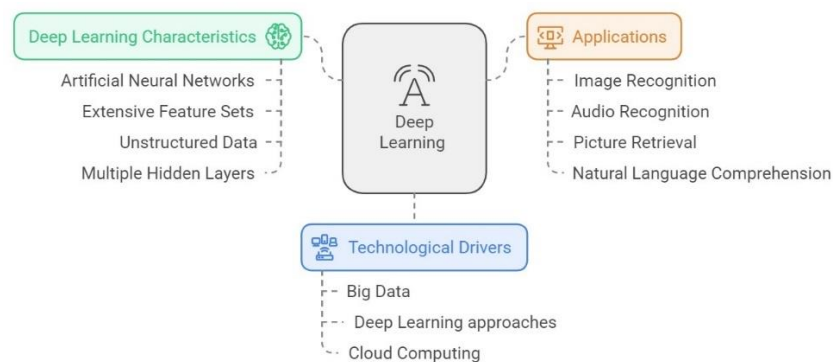 Deep Learning Characteristics
Artificial Neural Networks
Extensive Feature Sets
Unstructured Data
Multiple Hidden Layers
A
Deep
Learning
Applications
Image Recognition
Audio Recognition
Picture Retrieval
Natural Language Comprehension
Technological Drivers
Big Data
Deep Learning approaches
Cloud Computing